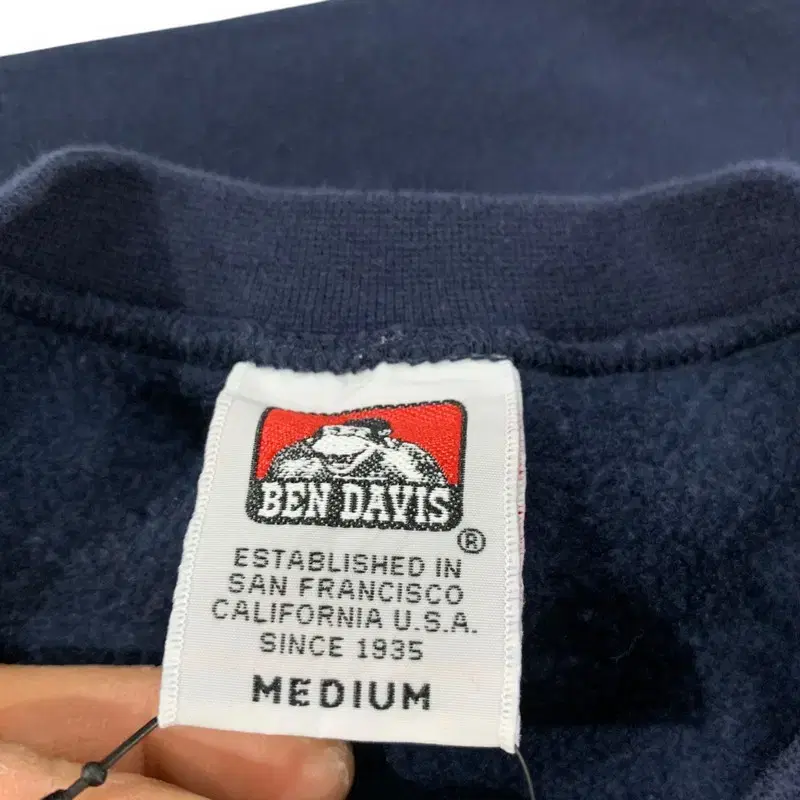 BEN DAVIS
®
ESTABLISHED IN
SAN FRANCISCO
CALIFORNIA U.S.A.
SINCE 1935
MEDIUM